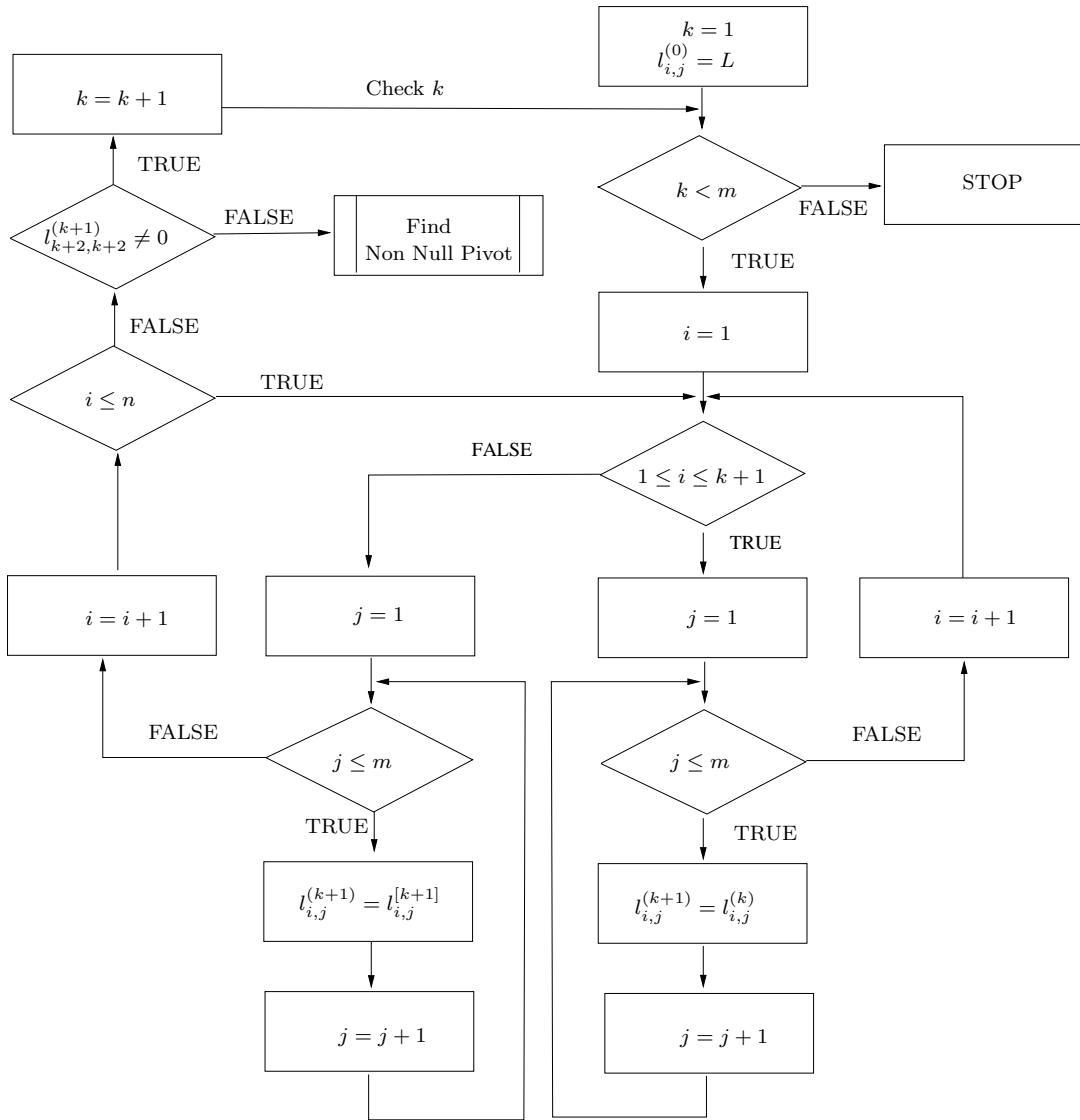 k = 1
l_{i,j}^{(0)} = L
k = k + 1
Check k
TRUE
k < m
FALSE
STOP
l_{k+2,k+2}^{(k+1)} ≠ 0
FALSE
Find
Non Null Pivot
TRUE
FALSE
i = 1
i ≤ n
TRUE
FALSE
1 ≤ i ≤ k + 1
TRUE
i = i + 1
j = 1
j = 1
i = i + 1
FALSE
j ≤ m
j ≤ m
FALSE
TRUE
TRUE
l_{i,j}^{(k+1)} = l_{i,j}^{[k+1]}
l_{i,j}^{(k+1)} = l_{i,j}^{(k)}
j = j + 1
j = j + 1